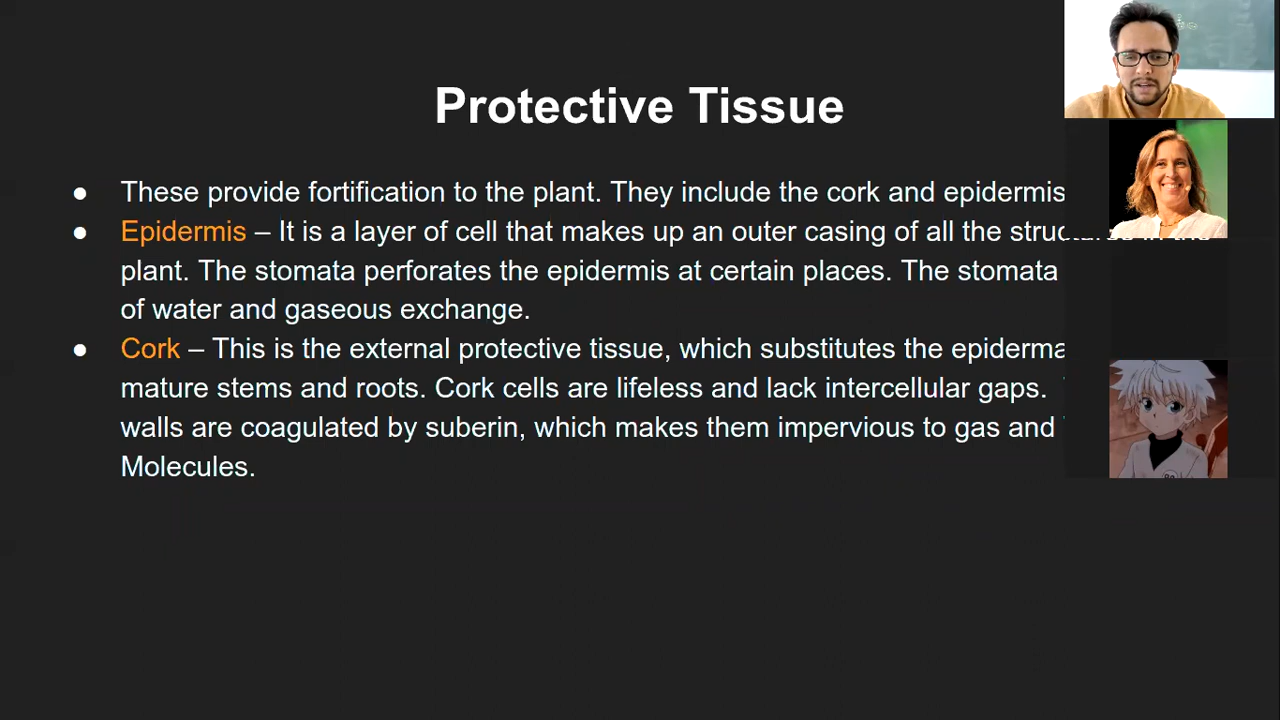 Protective Tissue
● These provide fortification to the plant. They include the cork and epidermis
● Epidermis – It is a layer of cell that makes up an outer casing of all the structures in the
plant. The stomata perforates the epidermis at certain places. The stomata
of water and gaseous exchange.
● Cork – This is the external protective tissue, which substitutes the
mature stems and roots. Cork cells are lifeless and lack intercellular gaps.
walls are coagulated by suberin, which makes them impervious to gas and
Molecules.